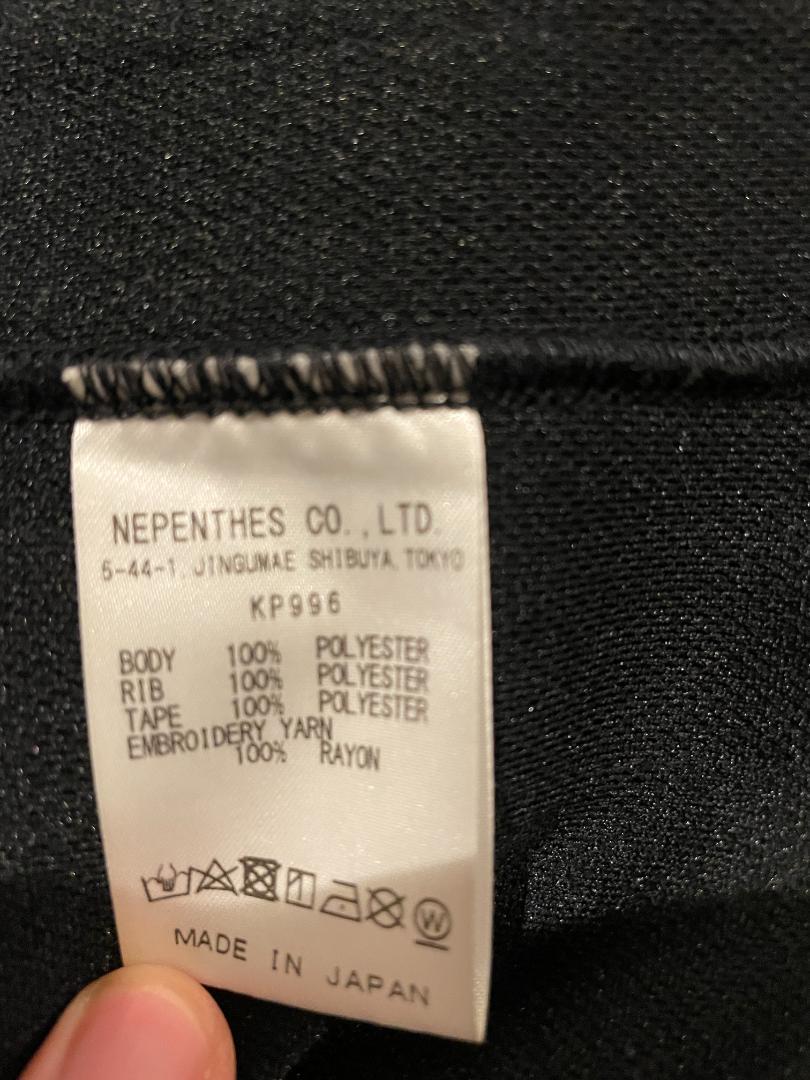 NEPENTHES CO.,LTD.
5-44-1, JINGUMAE SHIBUYA, TOKYO
KP996
BODY 100% POLYESTER
RIB 100% POLYESTER
TAPE 100% POLYESTER
EMBROIDERY YARN
100% RAYON
W
MADE IN JAPAN